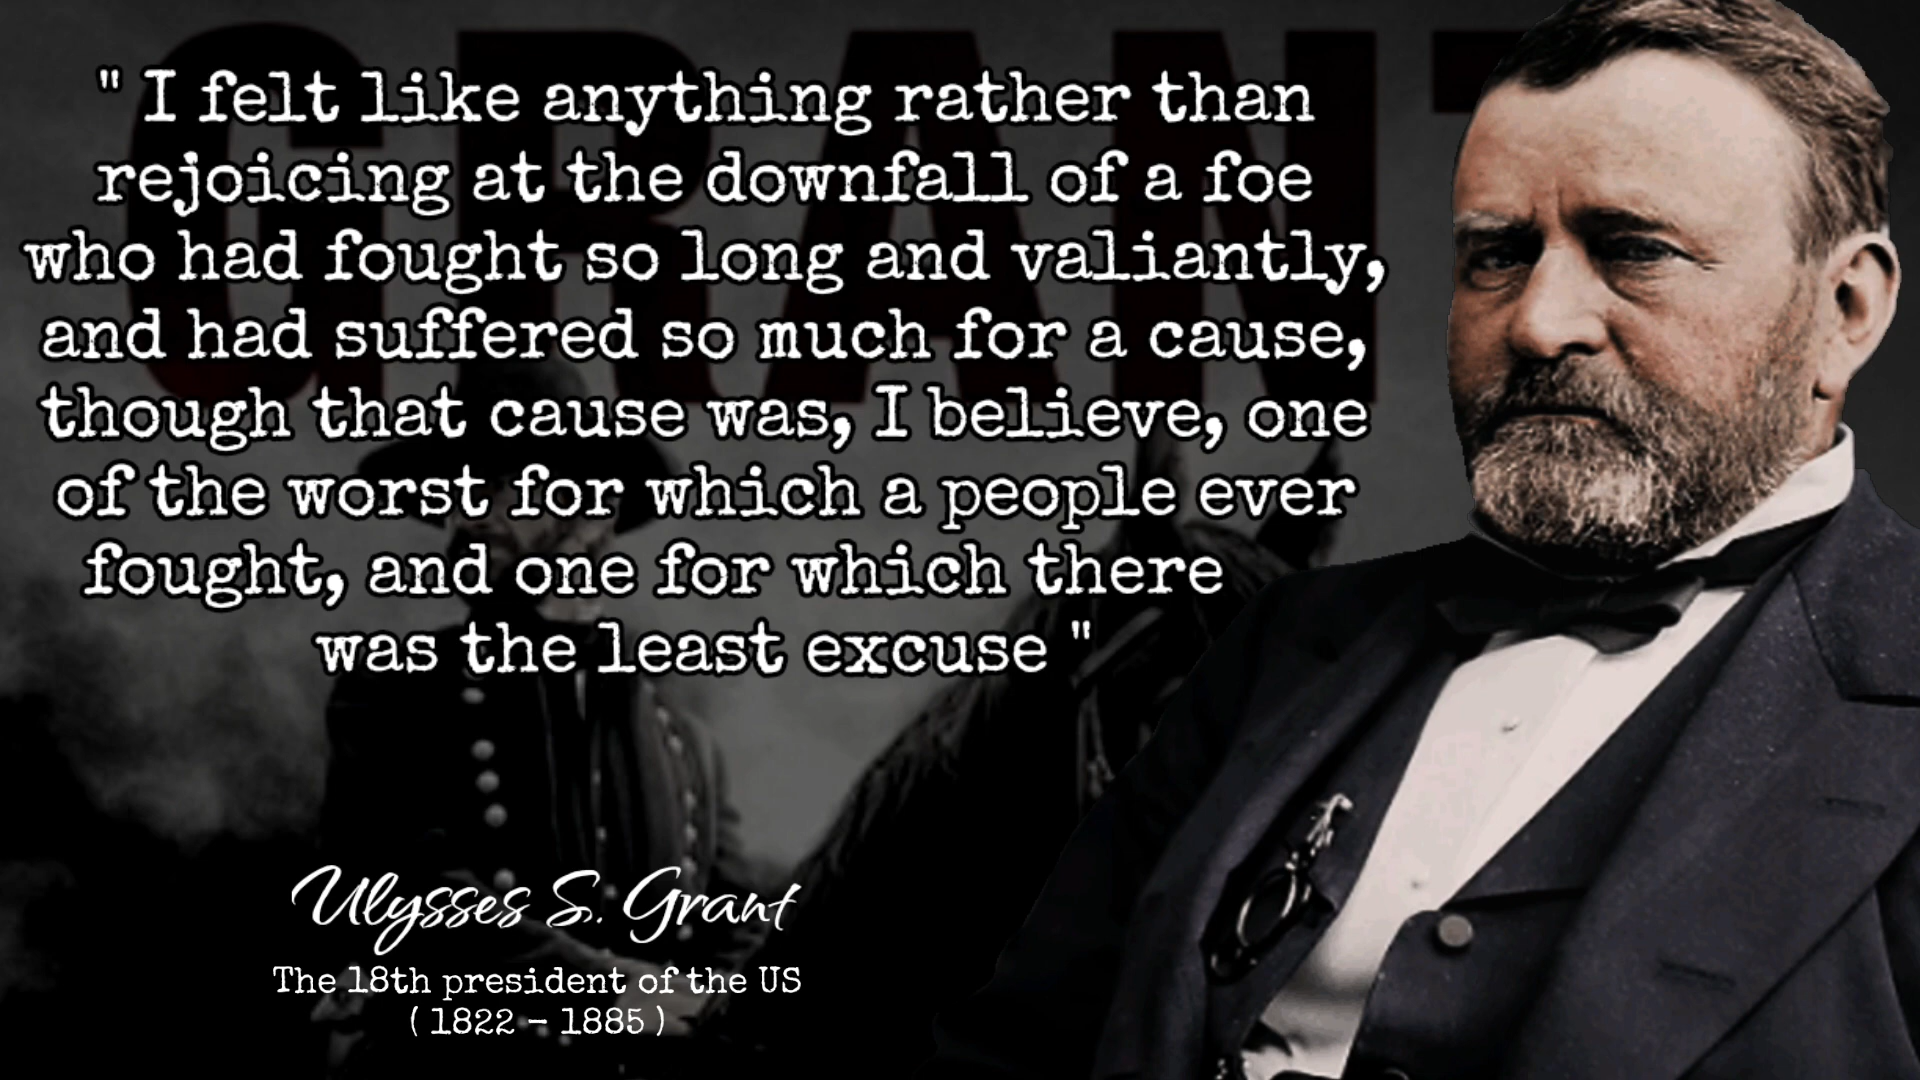 GRANT
" I felt like anything rather than
rejoicing at the downfall of a foe
who had fought so long and valiantly,
and had suffered so much for a cause,
though that cause was, I believe, one
of the worst for which a people ever
fought, and one for which there
was the least excuse "
Ulysses S. Grant
The 18th president of the US
( 1822 - 1885 )